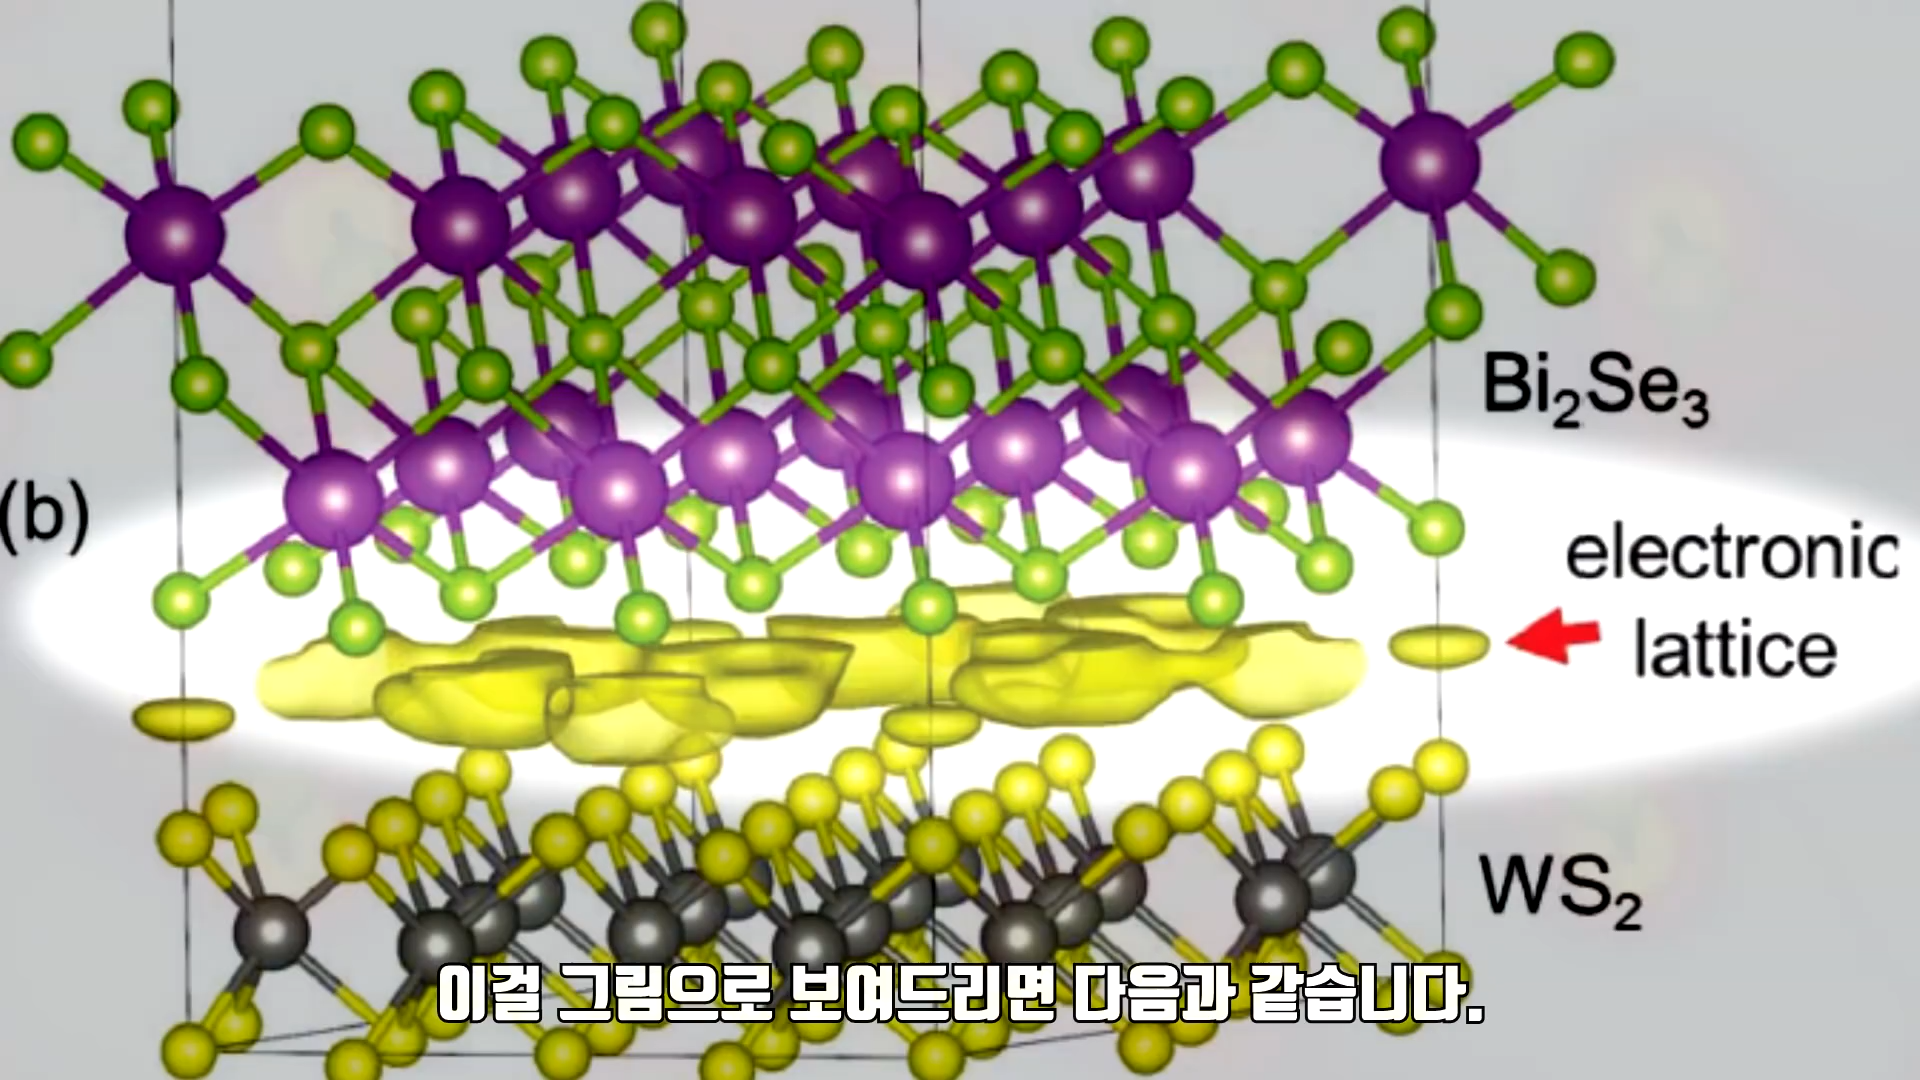 Bi₂Se₃
(b)
electronic
lattice
WS₂
이걸 그림으로 보여드리면 다음과 같습니다.